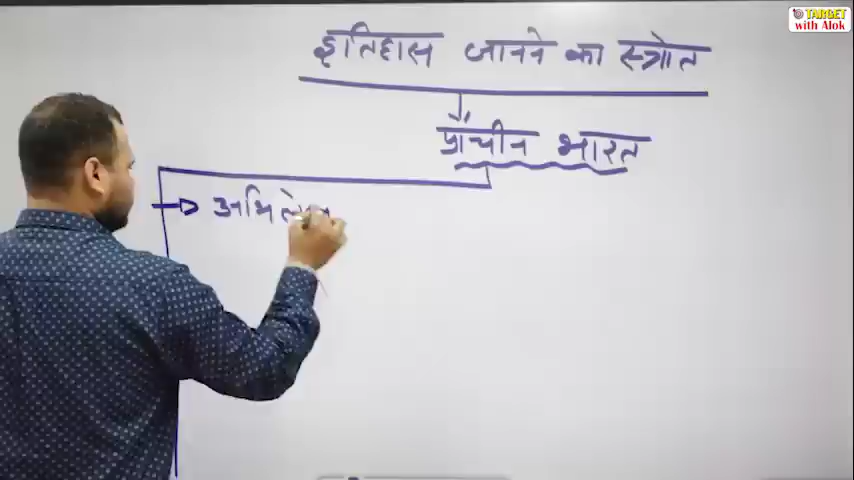 TARGET
with Alok
इतिहास जानने का स्त्रोत
प्राचीन भारत
अभिलेख